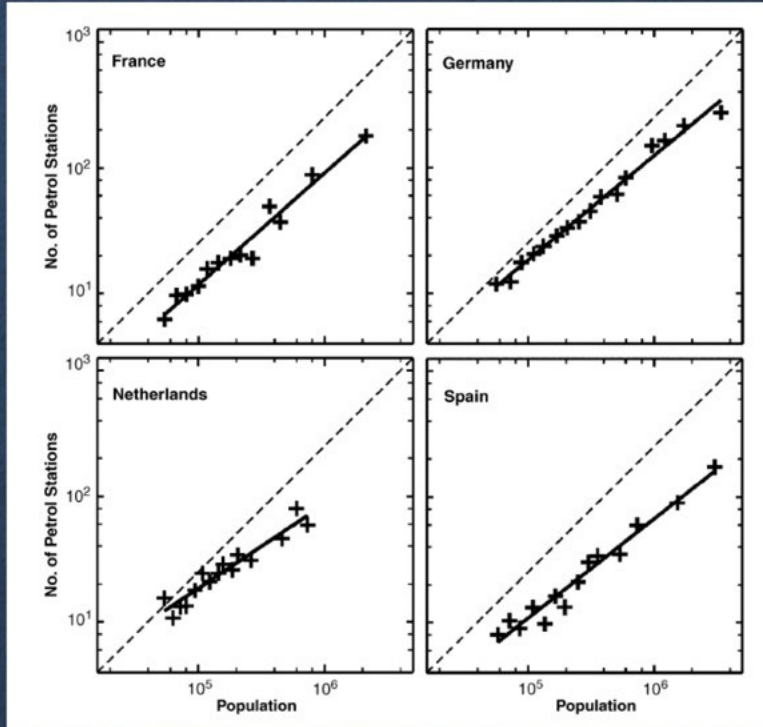 10³
10²
10¹
No. of Petrol Stations
France
Germany
10³
10²
10¹
No. of Petrol Stations
Netherlands
Spain
10⁵
10⁶
Population
10⁵
10⁶
Population